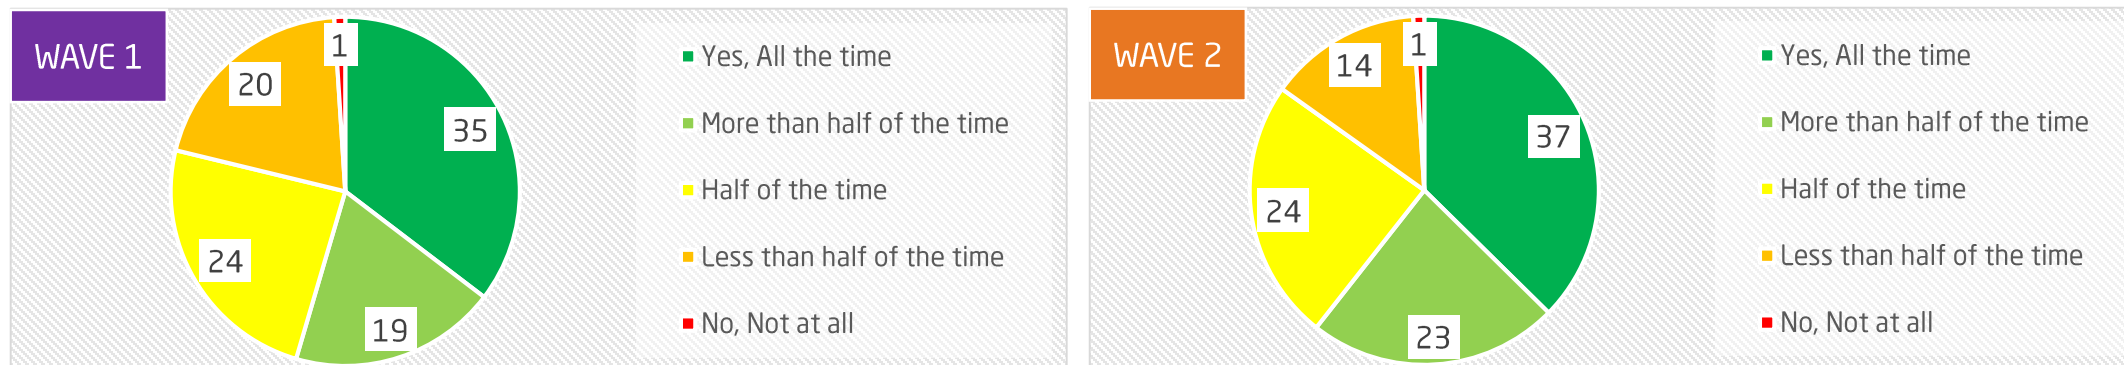 WAVE 1
1
35
19
24
20
Yes, All the time
More than half of the time
Half of the time
Less than half of the time
No, Not at all
WAVE 2
1
37
23
24
14
Yes, All the time
More than half of the time
Half of the time
Less than half of the time
No, Not at all